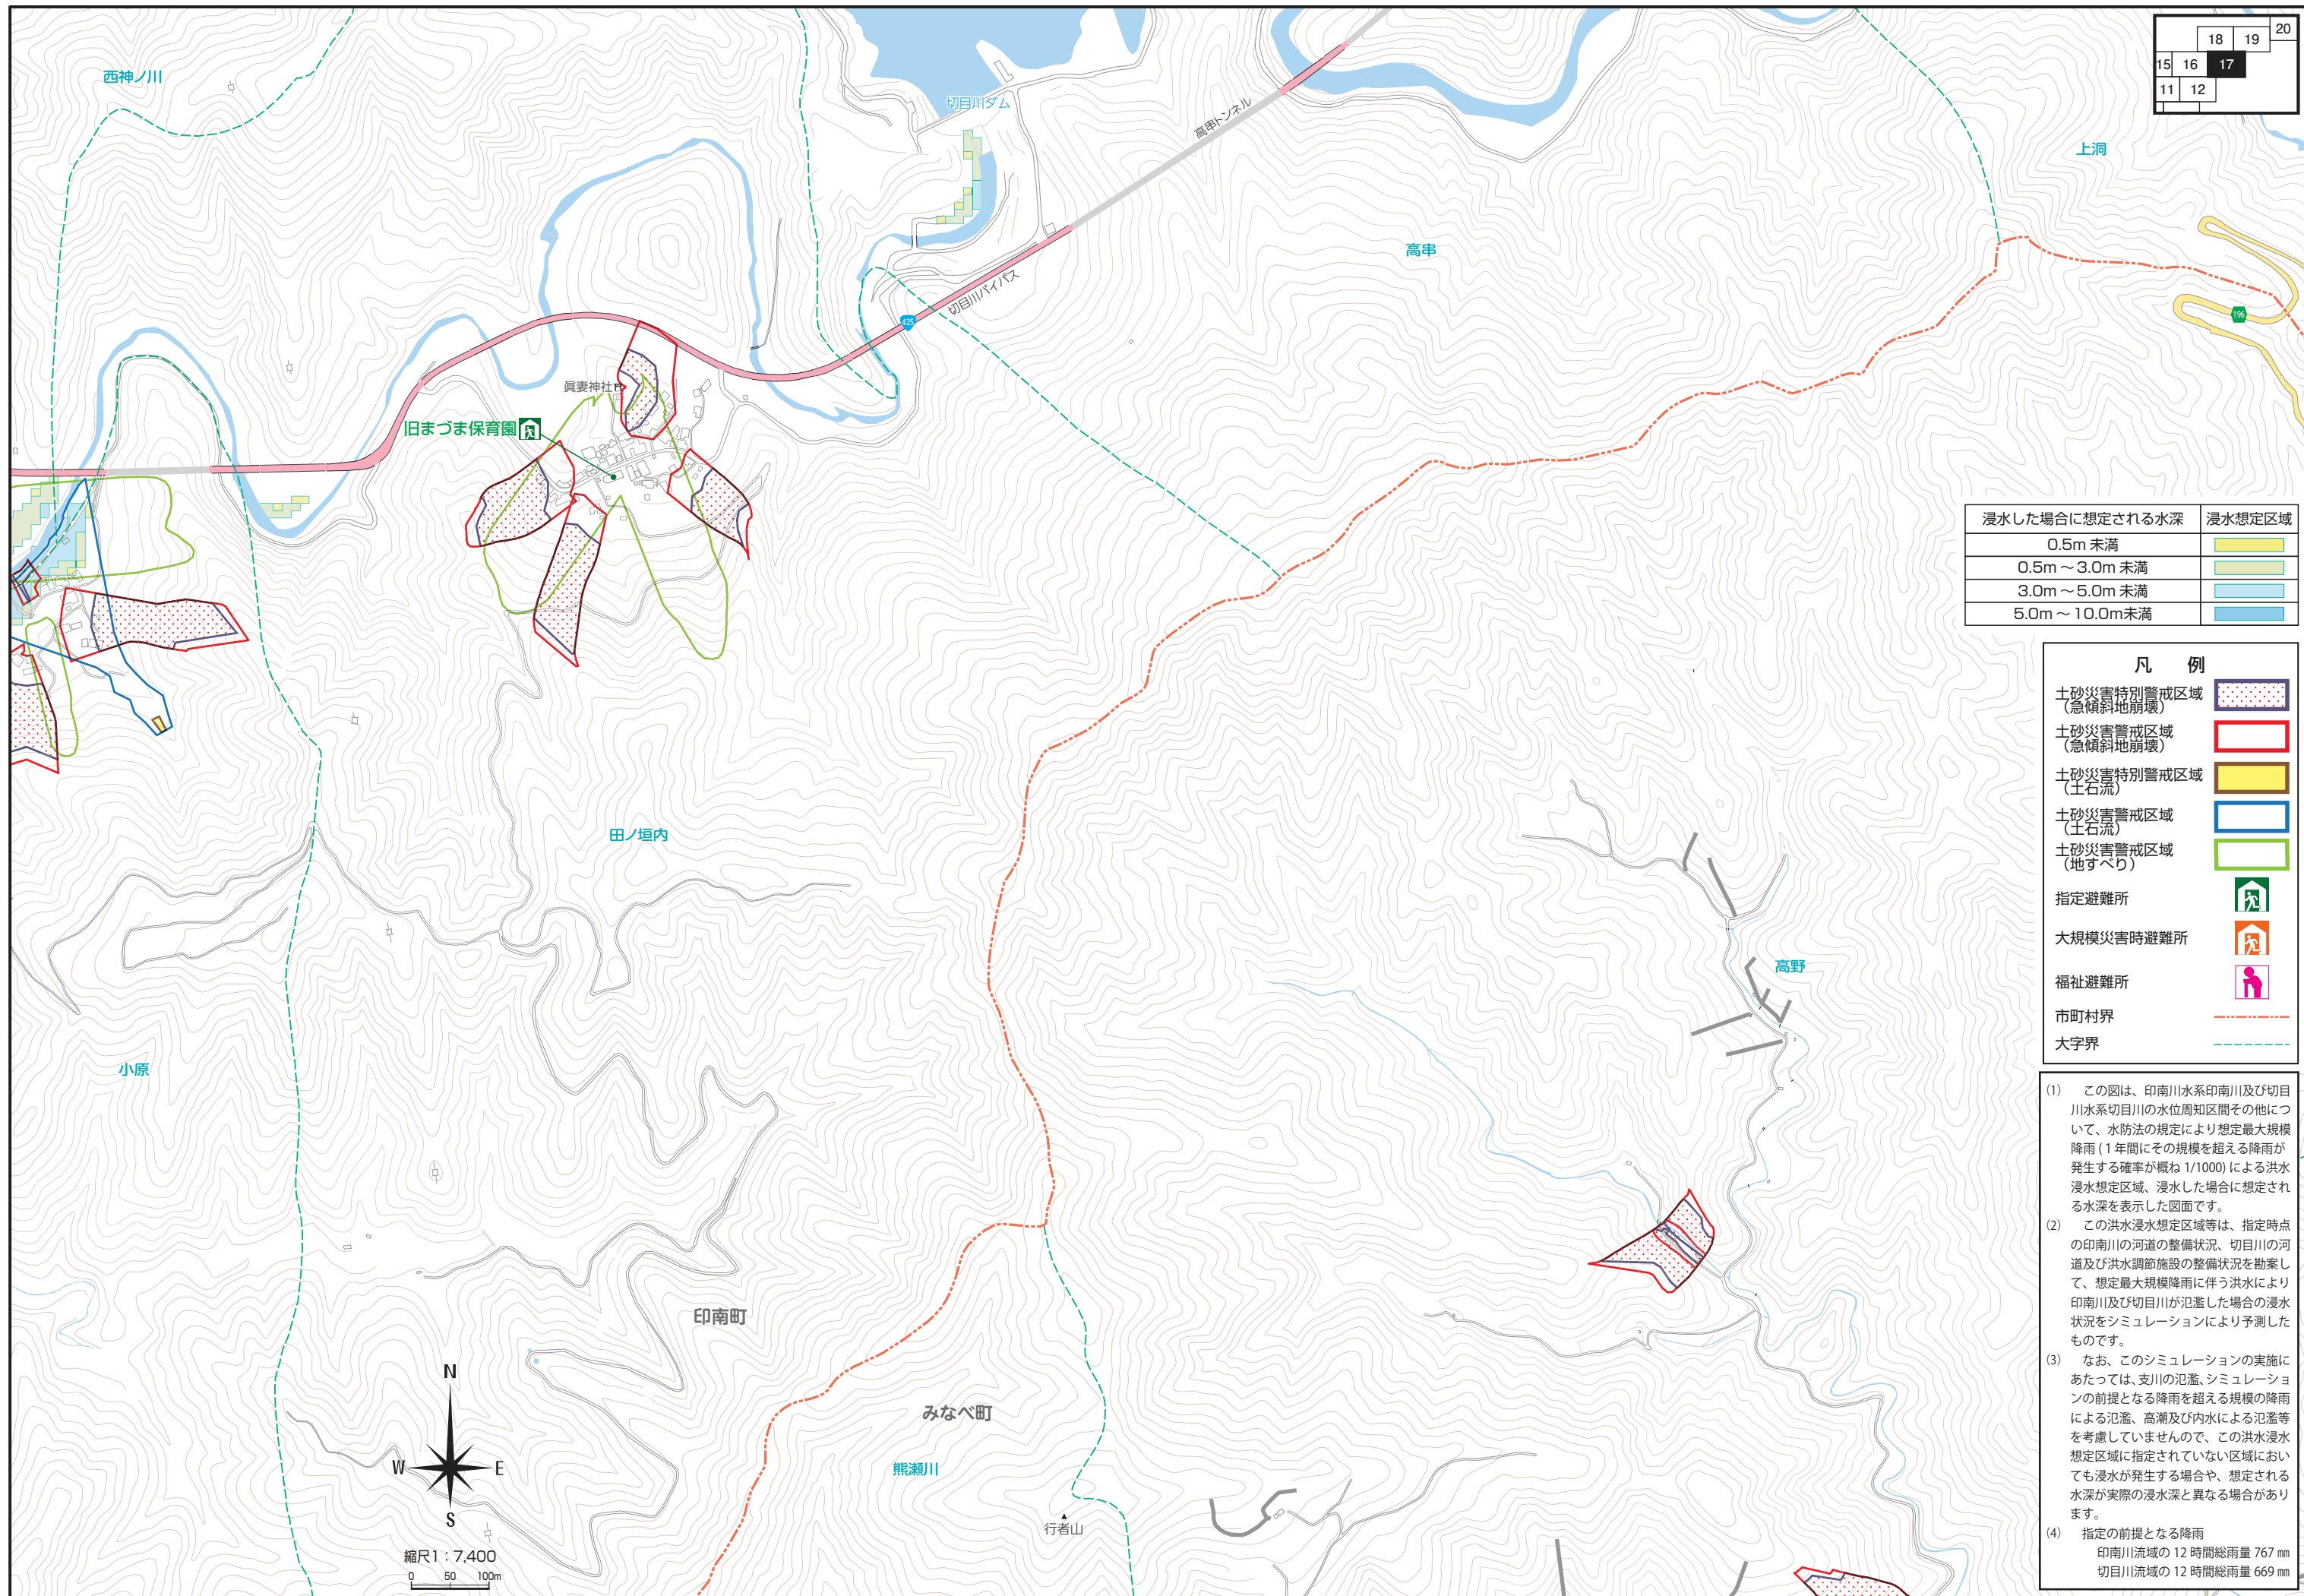 西神ノ川
切目川ダム
高串トンネル
20
18 19
15 16 17
11 12
上洞
高串
切目川バイパス
425
196
眞妻神社
旧まづま保育園
浸水した場合に想定される水深 浸水想定区域
0.5m 未満
0.5m ～ 3.0m 未満
3.0m ～ 5.0m 未満
5.0m ～ 10.0m未満
凡　例
土砂災害特別警戒区域
（急傾斜地崩壊）
土砂災害警戒区域
（急傾斜地崩壊）
土砂災害特別警戒区域
（土石流）
土砂災害警戒区域
（土石流）
土砂災害警戒区域
（地すべり）
指定避難所
大規模災害時避難所
福祉避難所
市町村界
大字界
田ノ垣内
高野
小原
印南町
みなべ町
熊瀬川
行者山
N
W E
S
縮尺1：7,400
0 50 100m
(1)　この図は、印南川水系印南川及び切目
川水系切目川の水位周知区間その他につ
いて、水防法の規定により想定最大規模
降雨 ( 1 年間にその規模を超える降雨が
発生する確率が概ね 1/1000) による洪水
浸水想定区域、浸水した場合に想定され
る水深を表示した図面です。
(2)　この洪水浸水想定区域等は、指定時点
の印南川の河道の整備状況、切目川の河
道及び洪水調節施設の整備状況を勘案し
て、想定最大規模降雨に伴う洪水により
印南川及び切目川が氾濫した場合の浸水
状況をシミュレーションにより予測した
ものです。
(3)　なお、このシミュレーションの実施に
あたっては、支川の氾濫、シミュレーショ
ンの前提となる降雨を超える規模の降雨
による氾濫、高潮及び内水による氾濫等
を考慮していませんので、この洪水浸水
想定区域に指定されていない区域におい
ても浸水が発生する場合や、想定される
水深が実際の浸水深と異なる場合があり
ます。
(4)　指定の前提となる降雨
印南川流域の 12 時間総雨量 767 ㎜
切目川流域の 12 時間総雨量 669 ㎜